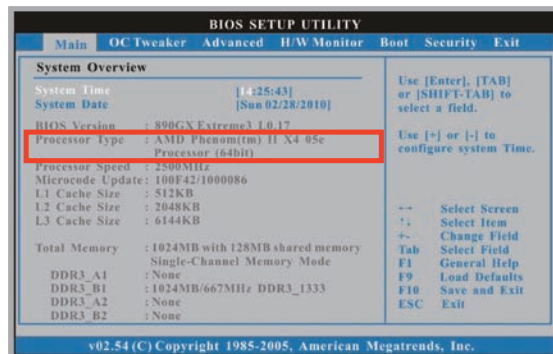 BIOS SETUP UTILITY
Main OC Tweaker Advanced H/W Monitor Boot Security Exit
System Overview
System Time [14:25:43]
System Date [Sun 02/28/2010]
BIOS Version : 890GX Extreme3 L0.17
Processor Type : AMD Phenom(tm) II X4 05e
Processor (64bit)
Processor Speed : 2500MHz
Microcode Update: 100F42/1000086
L1 Cache Size : 512KB
L2 Cache Size : 2048KB
L3 Cache Size : 6144KB
Total Memory : 1024MB with 128MB shared memory
Single-Channel Memory Mode
DDR3_A1 : None
DDR3_B1 : 1024MB/667MHz DDR3_1333
DDR3_A2 : None
DDR3_B2 : None
Use [Enter], [TAB]
or [SHIFT-TAB] to
select a field.
Use [+] or [-] to
configure system Time.
↔ Select Screen
↑↓ Select Item
+- Change Field
Tab Select Field
F1 General Help
F9 Load Defaults
F10 Save and Exit
ESC Exit
v02.54 (C) Copyright 1985-2005, American Megatrends, Inc.